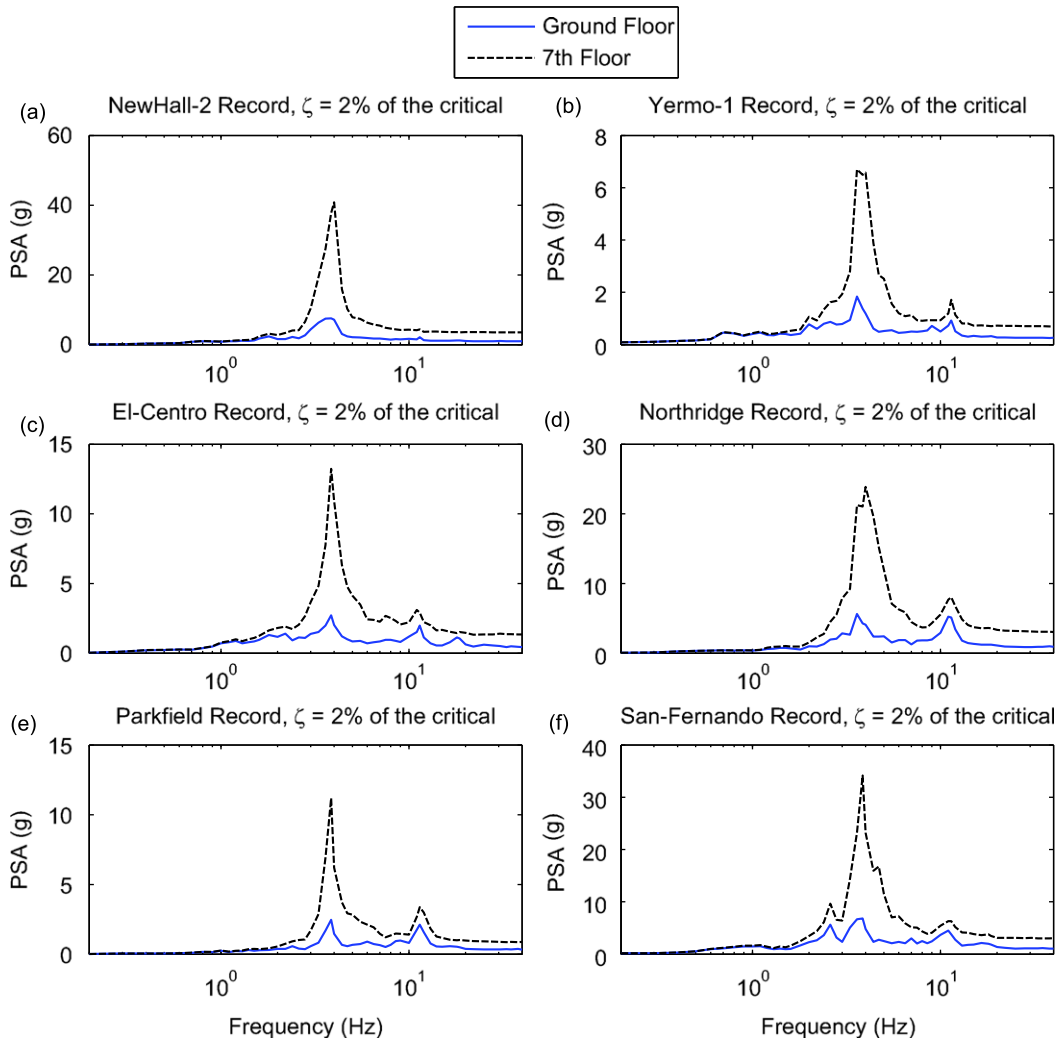 Ground Floor
7th Floor
(a)
NewHall-2 Record, ζ = 2% of the critical
60
40
20
0
PSA (g)
10^0
10^1
(b)
Yermo-1 Record, ζ = 2% of the critical
8
6
4
2
0
PSA (g)
10^0
10^1
(c)
El-Centro Record, ζ = 2% of the critical
15
10
5
0
PSA (g)
10^0
10^1
(d)
Northridge Record, ζ = 2% of the critical
30
20
10
0
PSA (g)
10^0
10^1
(e)
Parkfield Record, ζ = 2% of the critical
15
10
5
0
PSA (g)
10^0
10^1
Frequency (Hz)
(f)
San-Fernando Record, ζ = 2% of the critical
40
30
20
10
0
PSA (g)
10^0
10^1
Frequency (Hz)